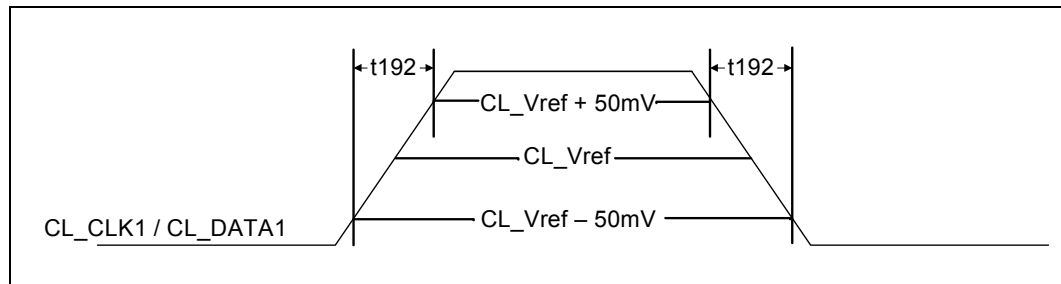 t192
t192
CL_Vref + 50mV
CL_Vref
CL_Vref – 50mV
CL_CLK1 / CL_DATA1